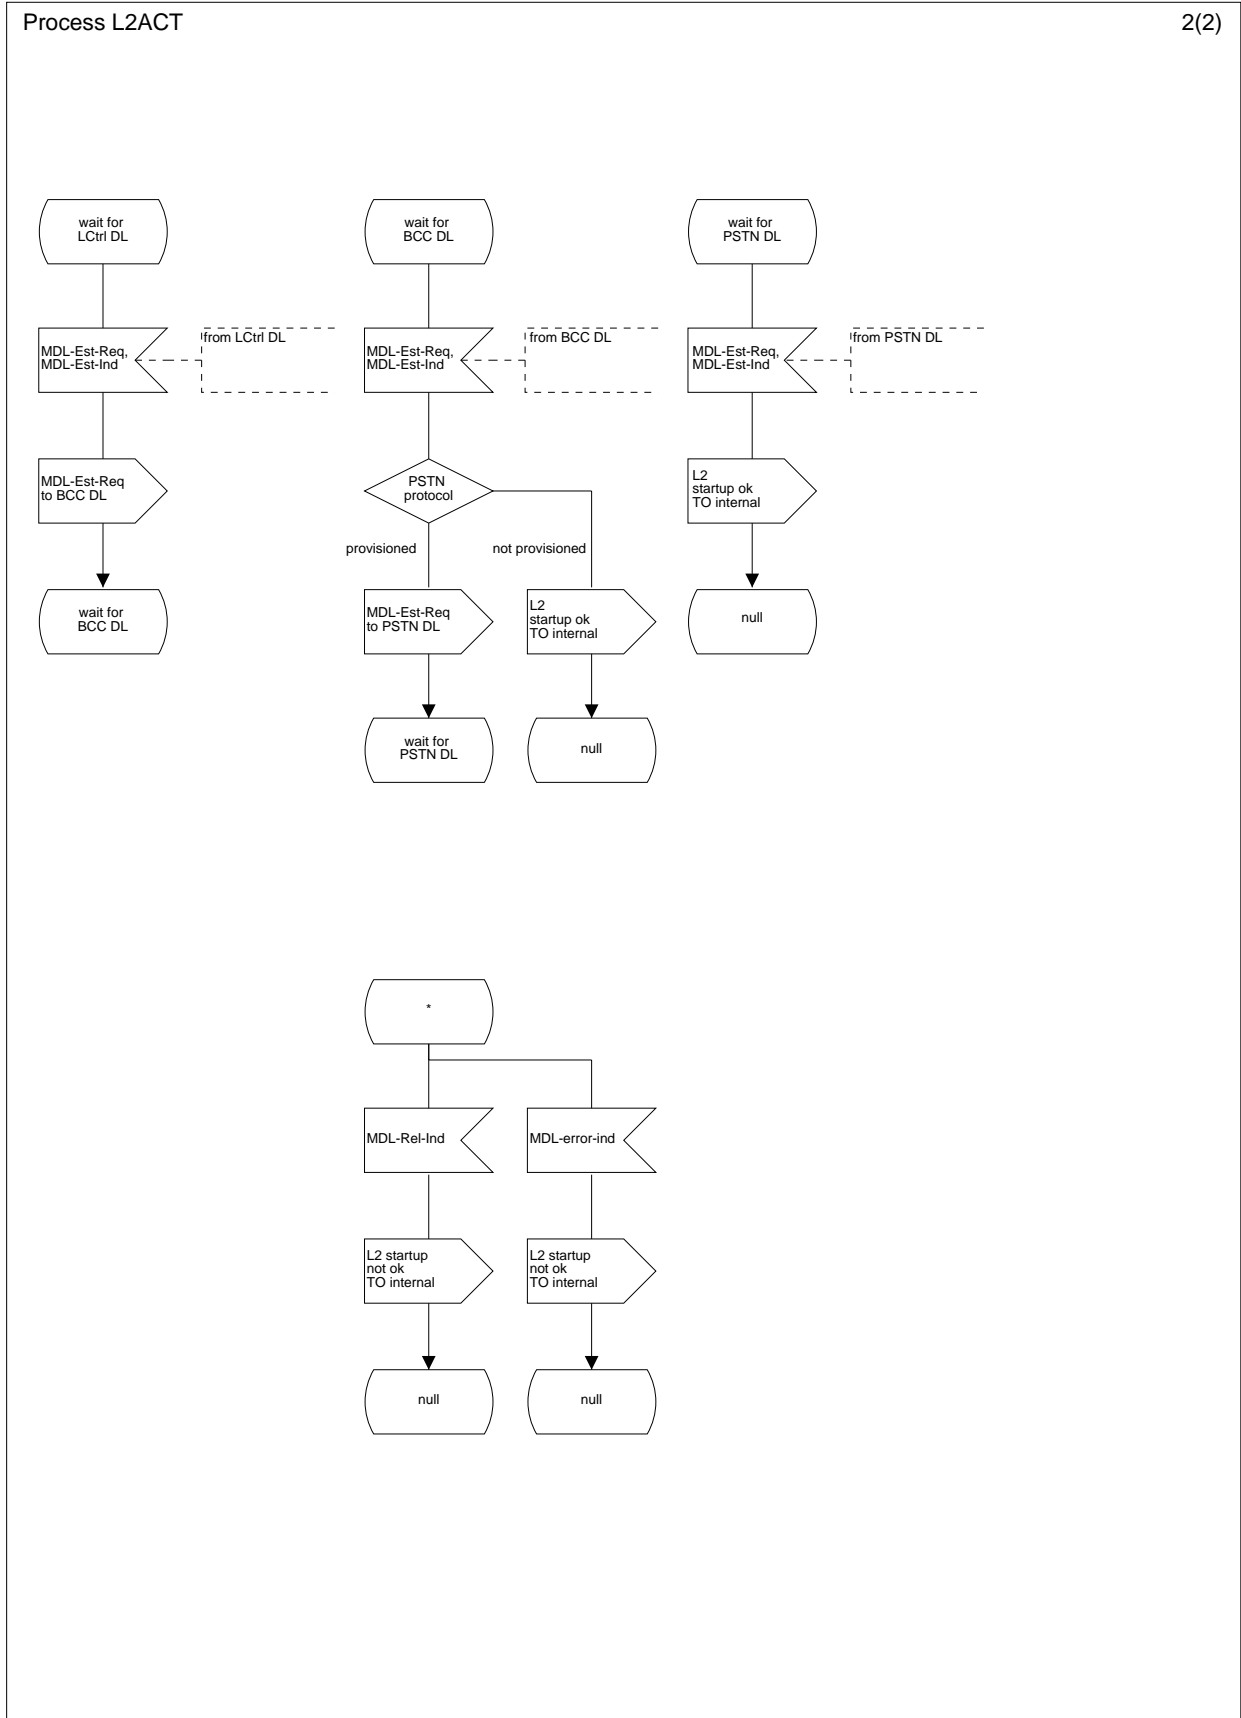 Process L2ACT
2(2)
wait for
LCtrl DL
wait for
BCC DL
wait for
PSTN DL
MDL-Est-Req,
MDL-Est-Ind
from LCtrl DL
MDL-Est-Req,
MDL-Est-Ind
from BCC DL
MDL-Est-Req,
MDL-Est-Ind
from PSTN DL
MDL-Est-Req
to BCC DL
PSTN
protocol
L2
startup ok
TO internal
provisioned
not provisioned
wait for
BCC DL
MDL-Est-Req
to PSTN DL
L2
startup ok
TO internal
null
wait for
PSTN DL
null
*
MDL-Rel-Ind
MDL-error-ind
L2 startup
not ok
TO internal
L2 startup
not ok
TO internal
null
null